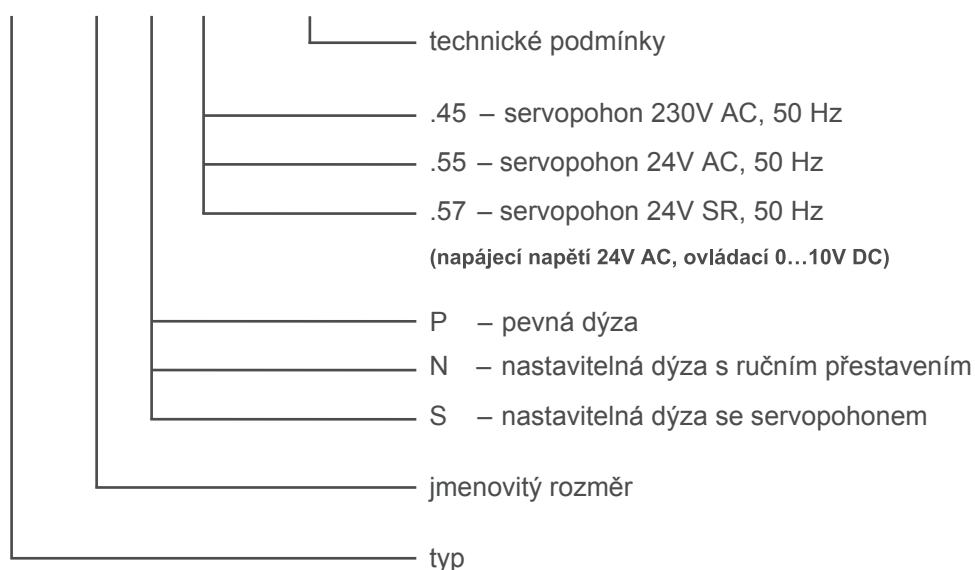 technické podmínky
.45 – servopohon 230V AC, 50 Hz
.55 – servopohon 24V AC, 50 Hz
.57 – servopohon 24V SR, 50 Hz
(napájecí napětí 24V AC, ovládací 0…10V DC)
P – pevná dýza
N – nastavitelná dýza s ručním přestavením
S – nastavitelná dýza se servopohonem
jmenovitý rozměr
typ